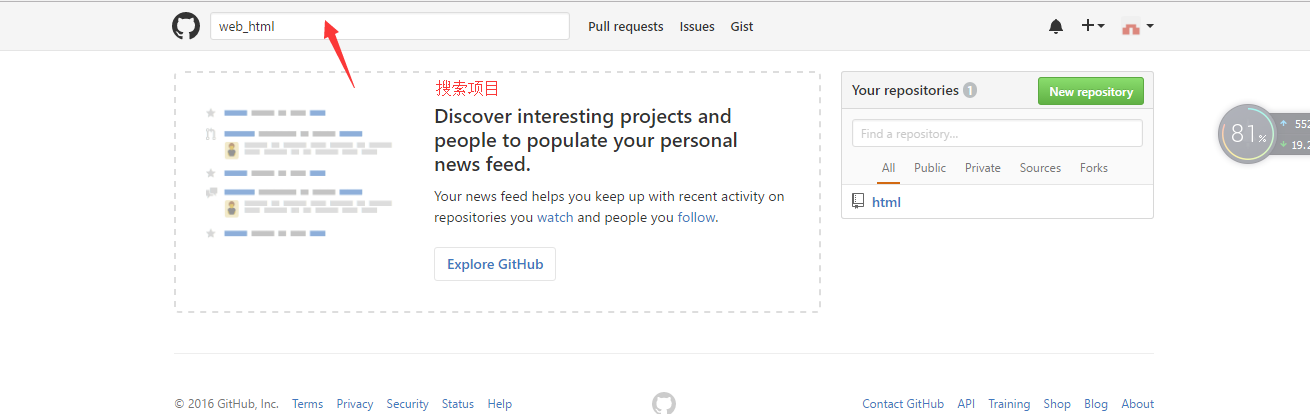 web_html
Pull requests
Issues
Gist
搜索项目
Discover interesting projects and
people to populate your personal
news feed.
Your news feed helps you keep up with recent activity on
repositories you watch and people you follow.
Explore GitHub
Your repositories 1
New repository
Find a repository...
All Public Private Sources Forks
html
81%
552
19.2
© 2016 GitHub, Inc. Terms Privacy Security Status Help
Contact GitHub API Training Shop Blog About